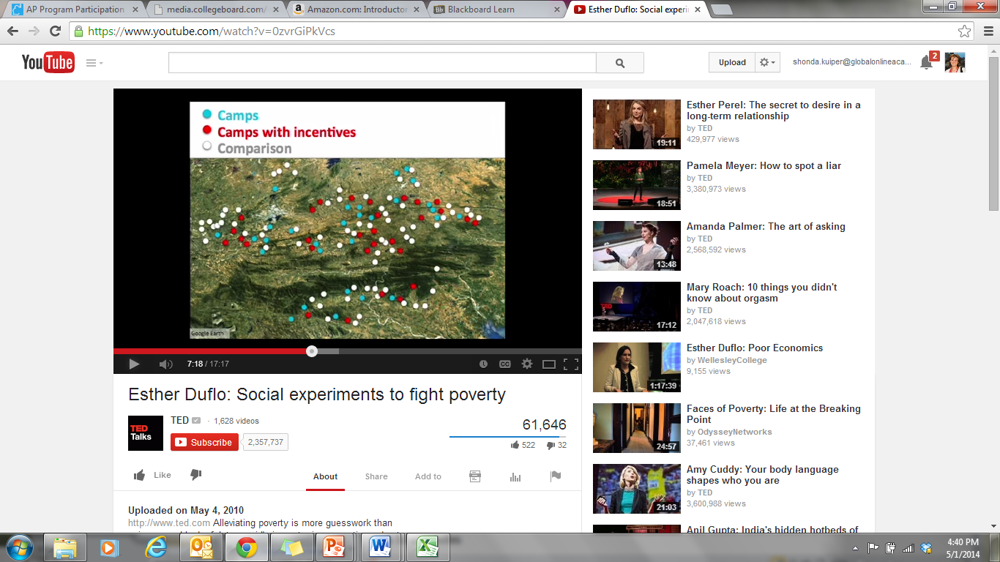 AP Program Participation
media.collegeboard.com/
Amazon.com: Introductor
Bb Blackboard Learn
Esther Duflo: Social experi
https://www.youtube.com/watch?v=0zvrGiPkVcs
YouTube
Upload
shonda.kuiper@globalonlineaca...
2
Camps
Camps with incentives
Comparison
Google Earth
7:18 / 17:17
CC
Esther Duflo: Social experiments to fight poverty
TED Talks
TED · 1,628 videos
Subscribe 2,357,737
61,646
522 32
Like
About Share Add to
Uploaded on May 4, 2010
http://www.ted.com Alleviating poverty is more guesswork than
19:11
Esther Perel: The secret to desire in a
long-term relationship
by TED
429,977 views
18:51
Pamela Meyer: How to spot a liar
by TED
3,380,973 views
13:48
Amanda Palmer: The art of asking
by TED
2,568,592 views
17:12
Mary Roach: 10 things you didn't
know about orgasm
by TED
2,047,618 views
1:17:39
Esther Duflo: Poor Economics
by WellesleyCollege
9,155 views
24:57
Faces of Poverty: Life at the Breaking
Point
by OdysseyNetworks
37,461 views
21:03
Amy Cuddy: Your body language
shapes who you are
by TED
3,600,988 views
Anil Gupta: India's hidden hotbeds of
4:40 PM
5/1/2014